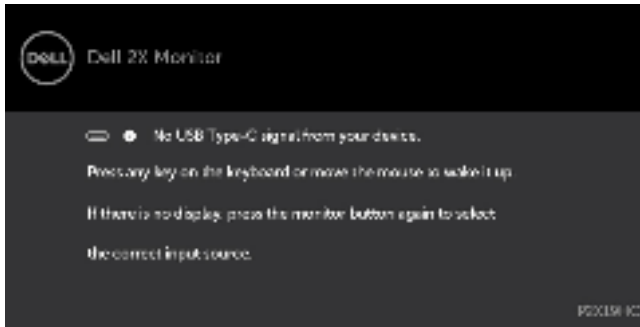 DELL Dell 2X Monitor
No USB Type-C signal from your device.
Press any key on the keyboard or move the mouse to wake it up
If there is no display, press the monitor button again to select
the correct input source.